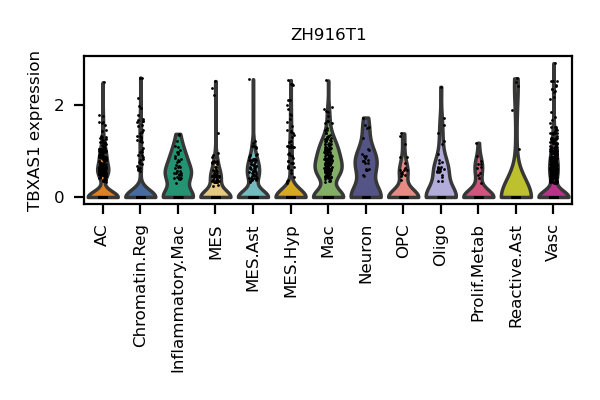 ZH916T1
TBXAS1 expression
2
0
AC
Chromatin.Reg
Inflammatory.Mac
MES
MES.Ast
MES.Hyp
Mac
Neuron
OPC
Oligo
Prolif.Metab
Reactive.Ast
Vasc